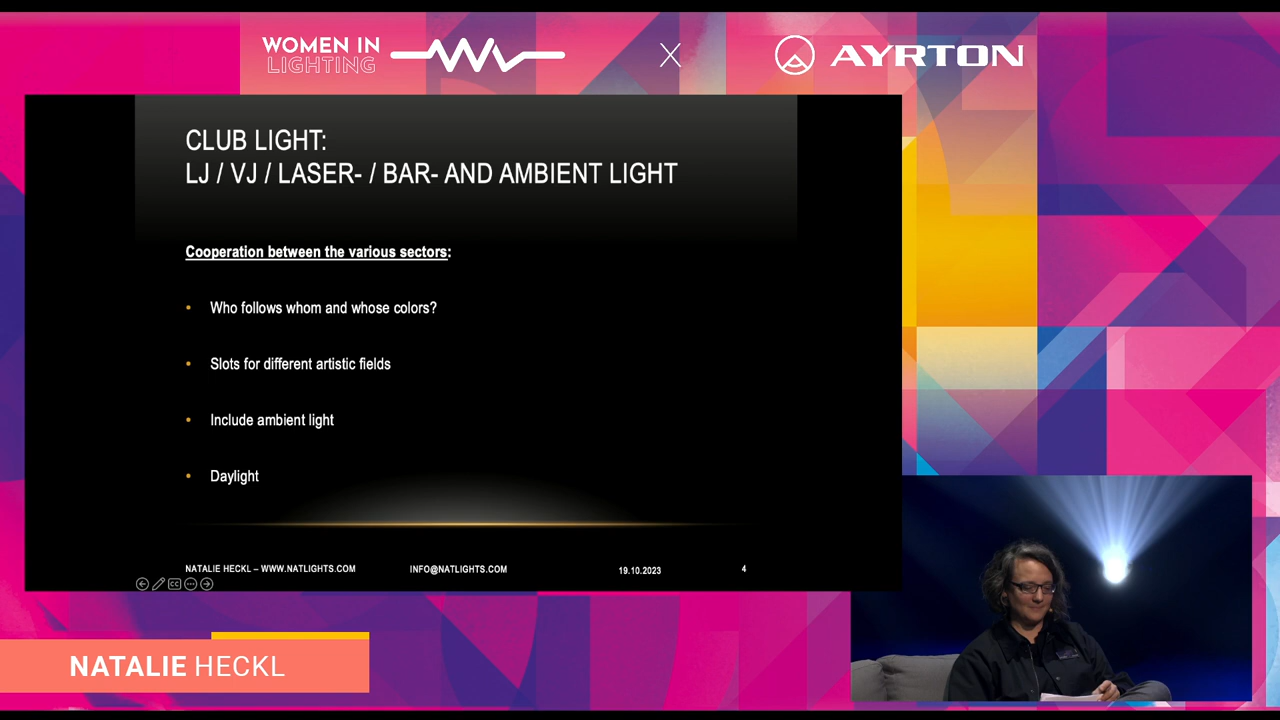 WOMEN IN
LIGHTING
X
AYRTON
CLUB LIGHT:
LJ / VJ / LASER- / BAR- AND AMBIENT LIGHT
Cooperation between the various sectors:
• Who follows whom and whose colors?
• Slots for different artistic fields
• Include ambient light
• Daylight
NATALIE HECKL – WWW.NATLIGHTS.COM INFO@NATLIGHTS.COM 19.10.2023 4
CC
NATALIE HECKL